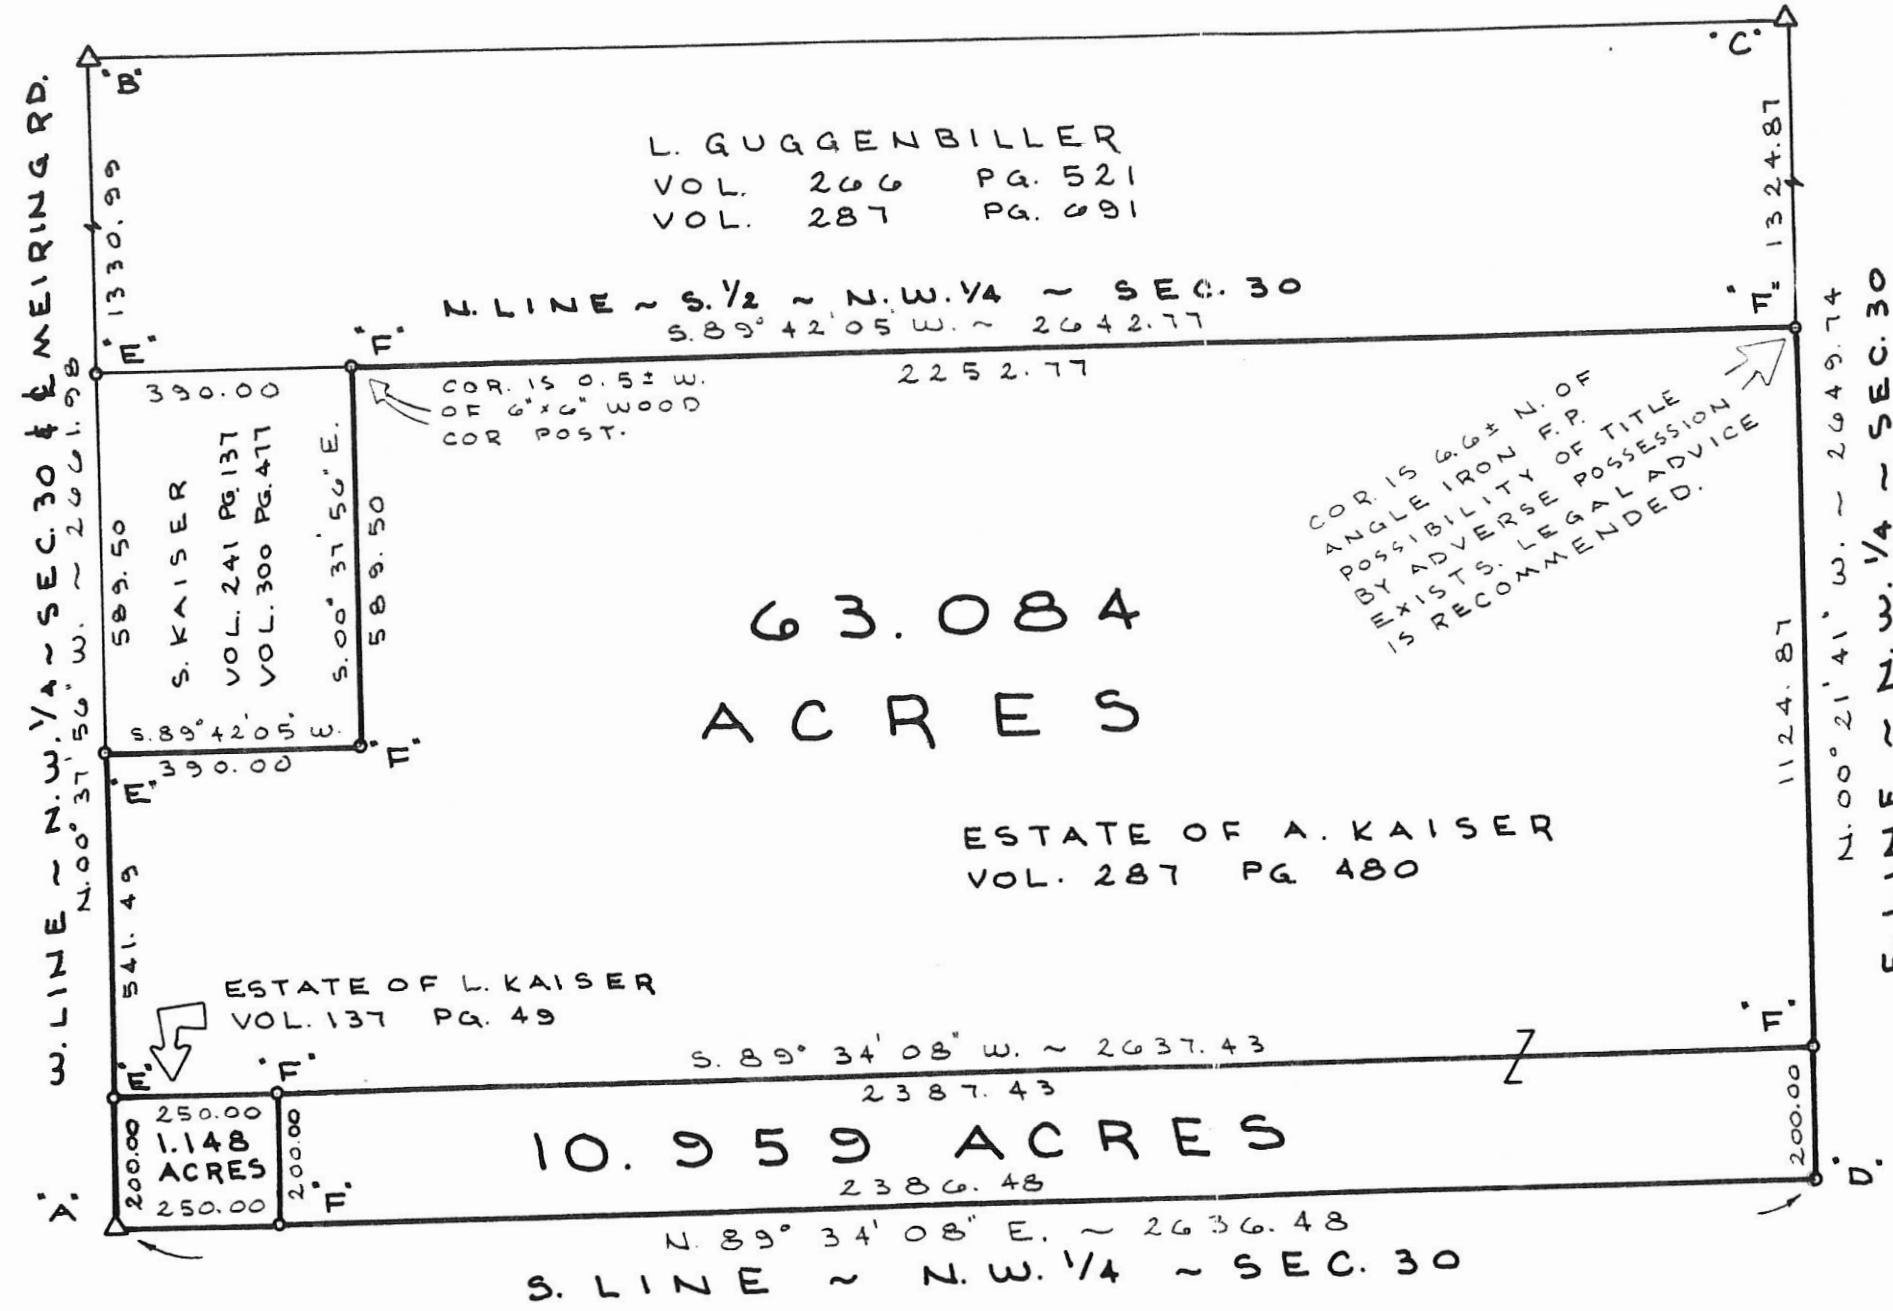 "B"
"C"
W. LINE ~ N.W. 1/4 ~ SEC. 30 & ℄ MEIRING RD.
N. 00° 37' 56" W. ~ 2661.98
1330.99
L. GUGGENBILLER
VOL. 266 PG. 521
VOL. 287 PG. 691
1324.87
N. LINE ~ S. 1/2 ~ N.W. 1/4 ~ SEC. 30
S. 89° 42' 05" W. ~ 2642.77
2252.77
"E"
"F"
"F"
390.00
COR. IS 0.5± W.
OF 6"x6" WOOD
COR POST.
589.50
S. KAISER
VOL. 241 PG. 137
VOL. 300 PG. 477
S. 00° 37' 56" E.
589.50
S. 89° 42' 05" W.
390.00
"E"
"F"
COR. IS 6.6± N. OF
ANGLE IRON F.P.
POSSIBILITY OF TITLE
BY ADVERSE POSSESSION
EXISTS. LEGAL ADVICE
IS RECOMMENDED.
63.084
ACRES
1124.87
N. 00° 21' 41" W. ~ 2649.74
E. LINE ~ N.W. 1/4 ~ SEC. 30
ESTATE OF A. KAISER
VOL. 287 PG 480
541.49
ESTATE OF L. KAISER
VOL. 137 PG. 49
"E"
"F"
"F"
S. 89° 34' 08" W. ~ 2637.43
2387.43
250.00
1.148
ACRES
250.00
200.00
200.00
10.959 ACRES
200.00
2386.48
"A"
"F"
"D"
N. 89° 34' 08" E. ~ 2636.48
S. LINE ~ N.W. 1/4 ~ SEC. 30